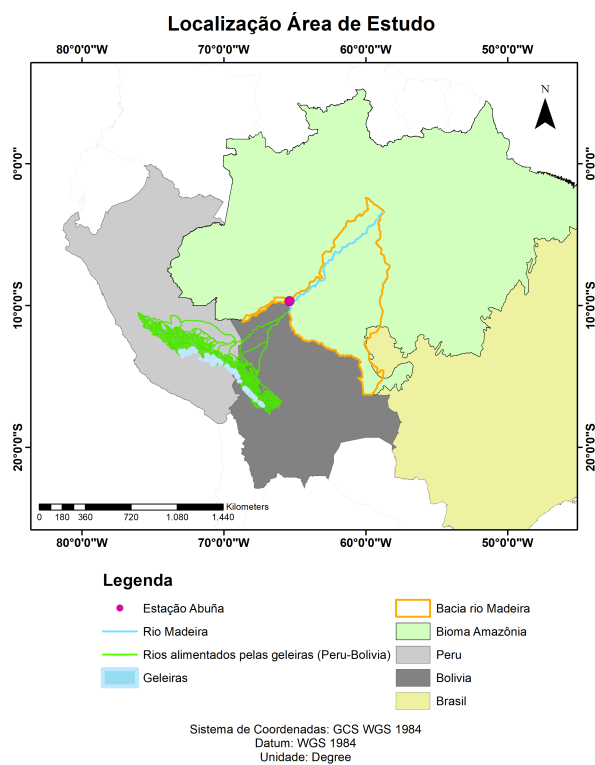 Localização Área de Estudo
80°0'0"W 70°0'0"W 60°0'0"W 50°0'0"W
N
0°0'0" 0°0'0"
10°0'0"S 10°0'0"S
20°0'0"S 20°0'0"S
Kilometers
0 180 360 720 1.080 1.440
80°0'0"W 70°0'0"W 60°0'0"W 50°0'0"W
Legenda
Estação Abuña
Rio Madeira
Rios alimentados pelas geleiras (Peru-Bolivia)
Geleiras
Bacia rio Madeira
Bioma Amazônia
Peru
Bolivia
Brasil
Sistema de Coordenadas: GCS WGS 1984
Datum: WGS 1984
Unidade: Degree